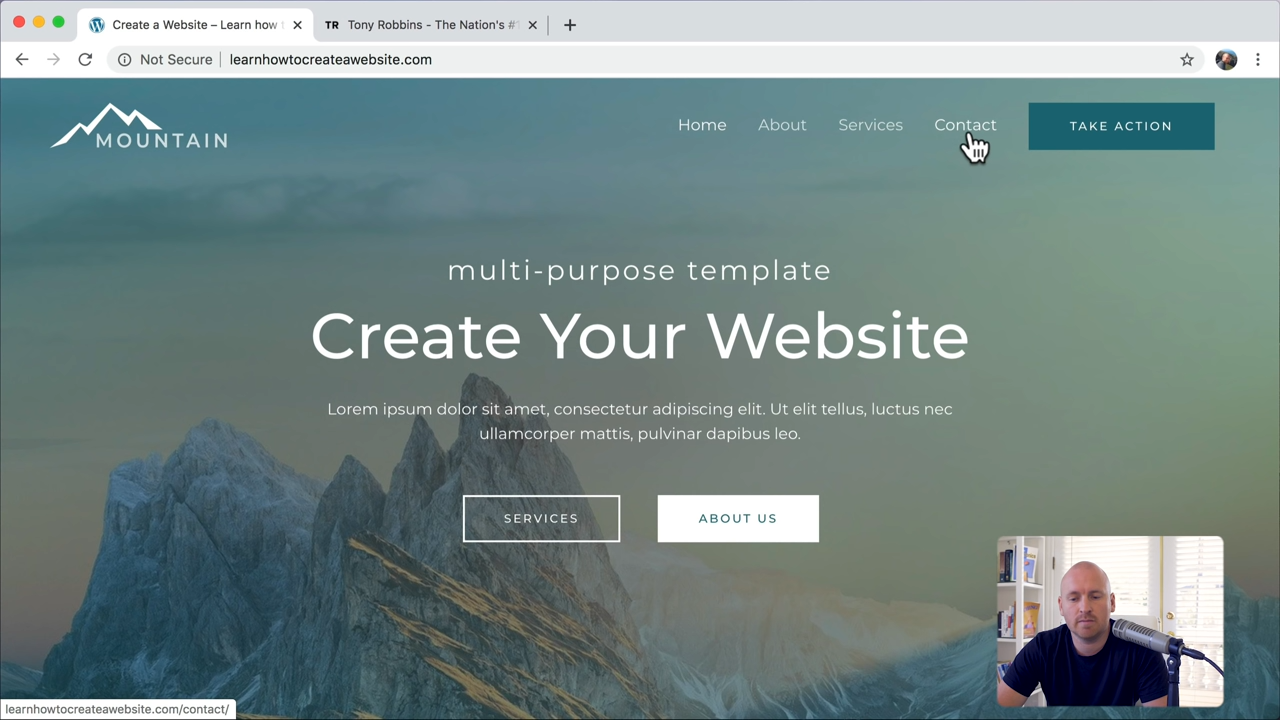 Create a Website – Learn how
TR Tony Robbins - The Nation's #
Not Secure learnhowtocreateawebsite.com
MOUNTAIN
Home About Services Contact TAKE ACTION
multi-purpose template
Create Your Website
Lorem ipsum dolor sit amet, consectetur adipiscing elit. Ut elit tellus, luctus nec
ullamcorper mattis, pulvinar dapibus leo.
SERVICES ABOUT US
learnhowtocreateawebsite.com/contact/